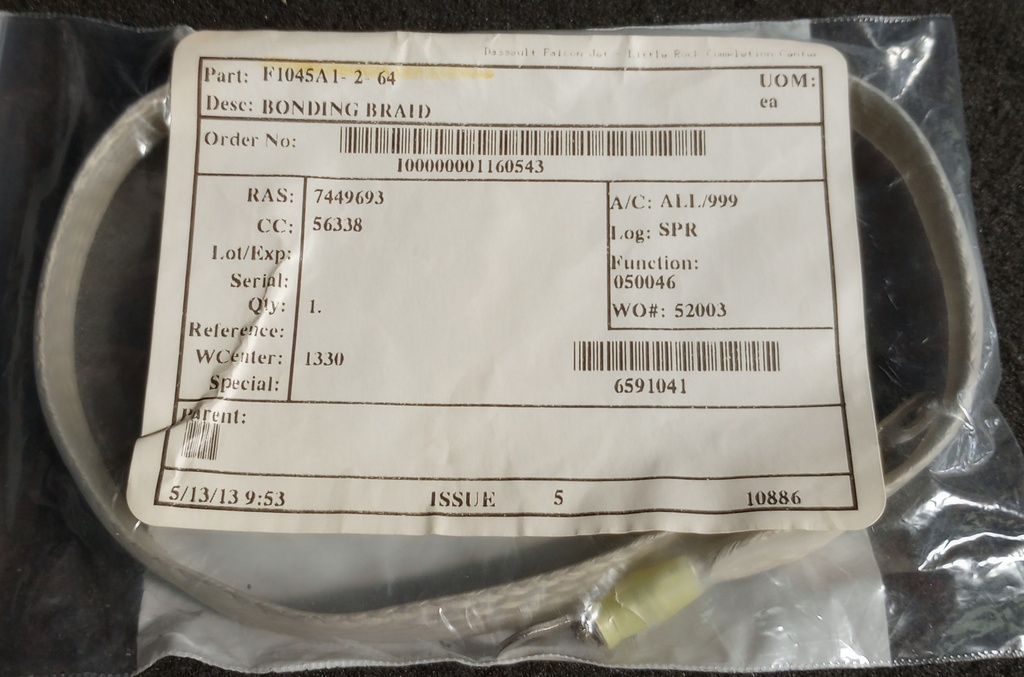 Dassault Falcon Jet - Little Rock Completion Center
Part: F1045A1- 2- 64
UOM:
ea
Desc: BONDING BRAID
Order No:
I00000001160543
RAS: 7449693
CC: 56338
Lot/Exp:
Serial:
Qty: 1.
Reference:
WCenter: 1330
Special:
A/C: ALL/999
Log: SPR
Function:
050046
WO#: 52003
6591041
Parent:
5/13/13 9:53 ISSUE 5 10886